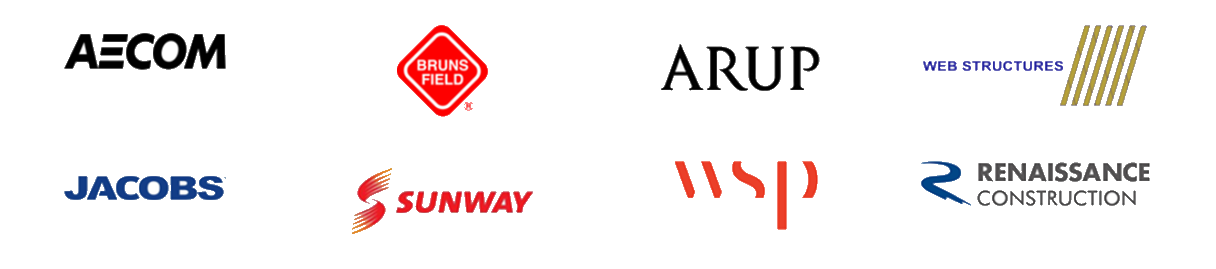 AECOM
BRUNS
FIELD
®
ARUP
WEB STRUCTURES
JACOBS
SUNWAY
wsp
RENAISSANCE
CONSTRUCTION